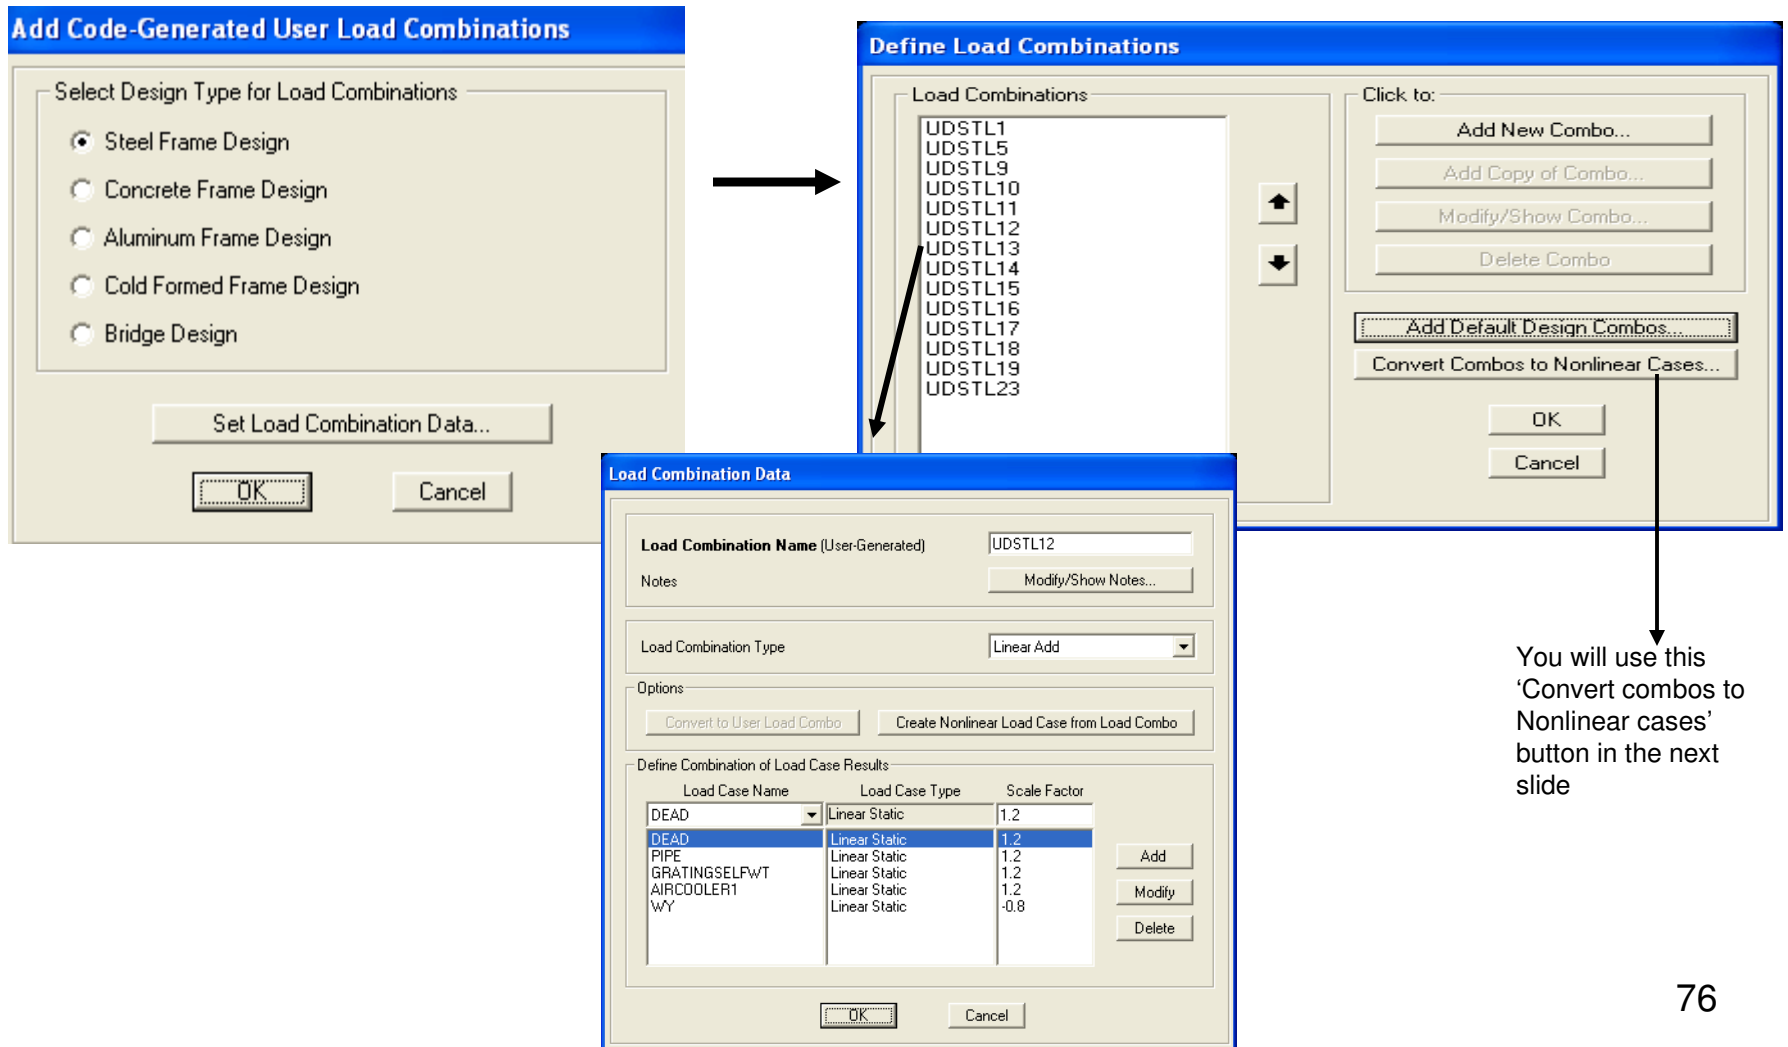 Add Code-Generated User Load Combinations
Select Design Type for Load Combinations
Steel Frame Design
Concrete Frame Design
Aluminum Frame Design
Cold Formed Frame Design
Bridge Design
Set Load Combination Data...
OK Cancel
Define Load Combinations
Load Combinations
UDSTL1
UDSTL5
UDSTL9
UDSTL10
UDSTL11
UDSTL12
UDSTL13
UDSTL14
UDSTL15
UDSTL16
UDSTL17
UDSTL18
UDSTL19
UDSTL23
Click to:
Add New Combo...
Add Copy of Combo...
Modify/Show Combo...
Delete Combo
Add Default Design Combos...
Convert Combos to Nonlinear Cases...
OK
Cancel
Load Combination Data
Load Combination Name (User-Generated) UDSTL12
Notes Modify/Show Notes...
Load Combination Type Linear Add
Options
Convert to User Load Combo Create Nonlinear Load Case from Load Combo
Define Combination of Load Case Results
Load Case Name Load Case Type Scale Factor
DEAD Linear Static 1.2
DEAD Linear Static 1.2
PIPE Linear Static 1.2
GRATINGSELFWT Linear Static 1.2
AIRCOOLER1 Linear Static 1.2
WY Linear Static -0.8
Add
Modify
Delete
OK Cancel
You will use this
‘Convert combos to
Nonlinear cases’
button in the next
slide
76